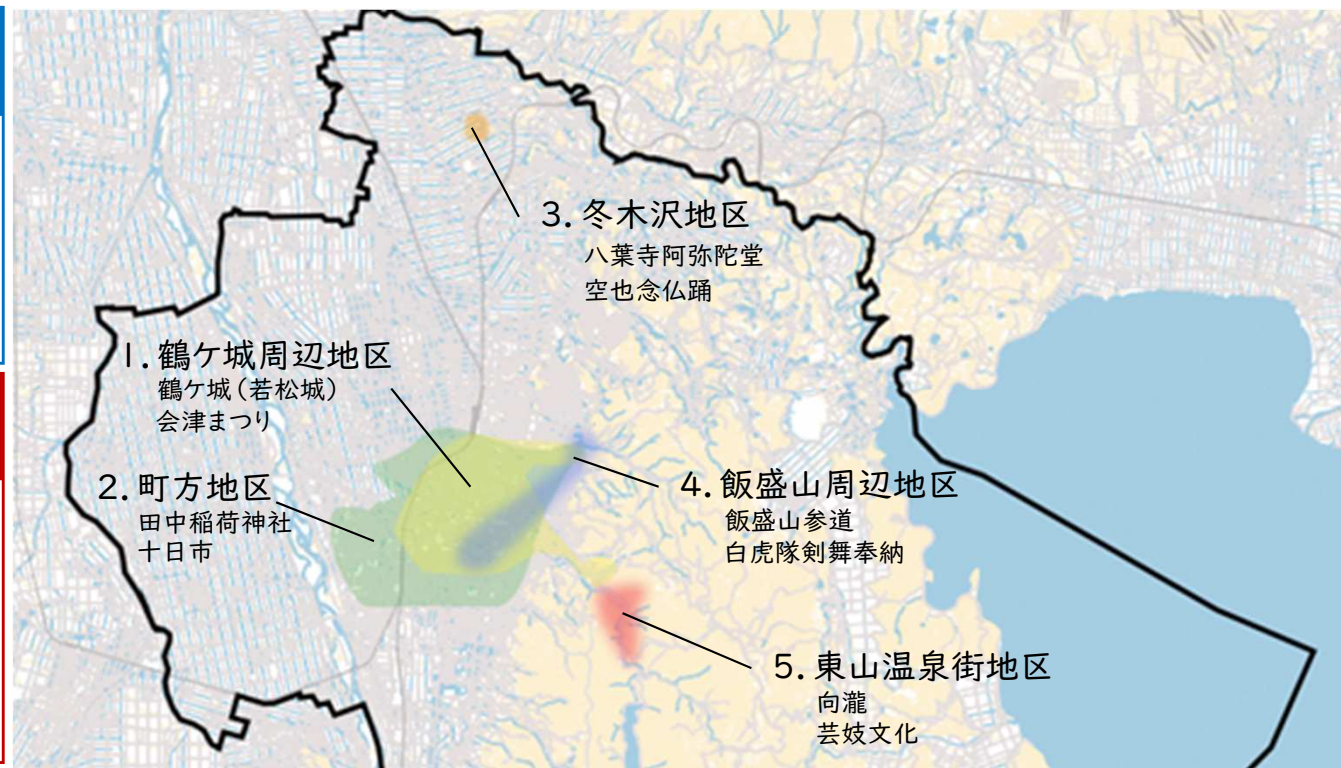 3. 冬木沢地区
八葉寺阿弥陀堂
空也念仏踊
1. 鶴ケ城周辺地区
鶴ケ城(若松城)
会津まつり
2. 町方地区
田中稲荷神社
十日市
4. 飯盛山周辺地区
飯盛山参道
白虎隊剣舞奉納
5. 東山温泉街地区
向瀧
芸妓文化